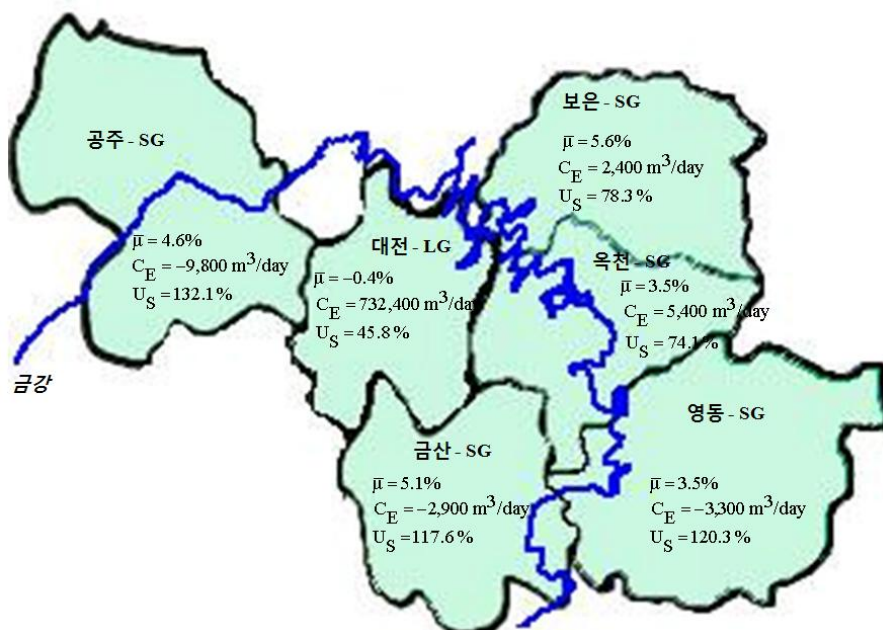 보은 - SG
μ̅ = 5.6%
C_E = 2,400 m³/day
U_S = 78.3 %
공주 - SG
μ̅ = 4.6%
C_E = −9,800 m³/day
U_S = 132.1 %
대전 - LG
μ̅ = −0.4%
C_E = 732,400 m³/day
U_S = 45.8 %
옥천 - SG
μ̅ = 3.5%
C_E = 5,400 m³/day
U_S = 74.1 %
금강
영동 - SG
μ̅ = 3.5%
C_E = −3,300 m³/day
U_S = 120.3 %
금산 - SG
μ̅ = 5.1%
C_E = −2,900 m³/day
U_S = 117.6 %